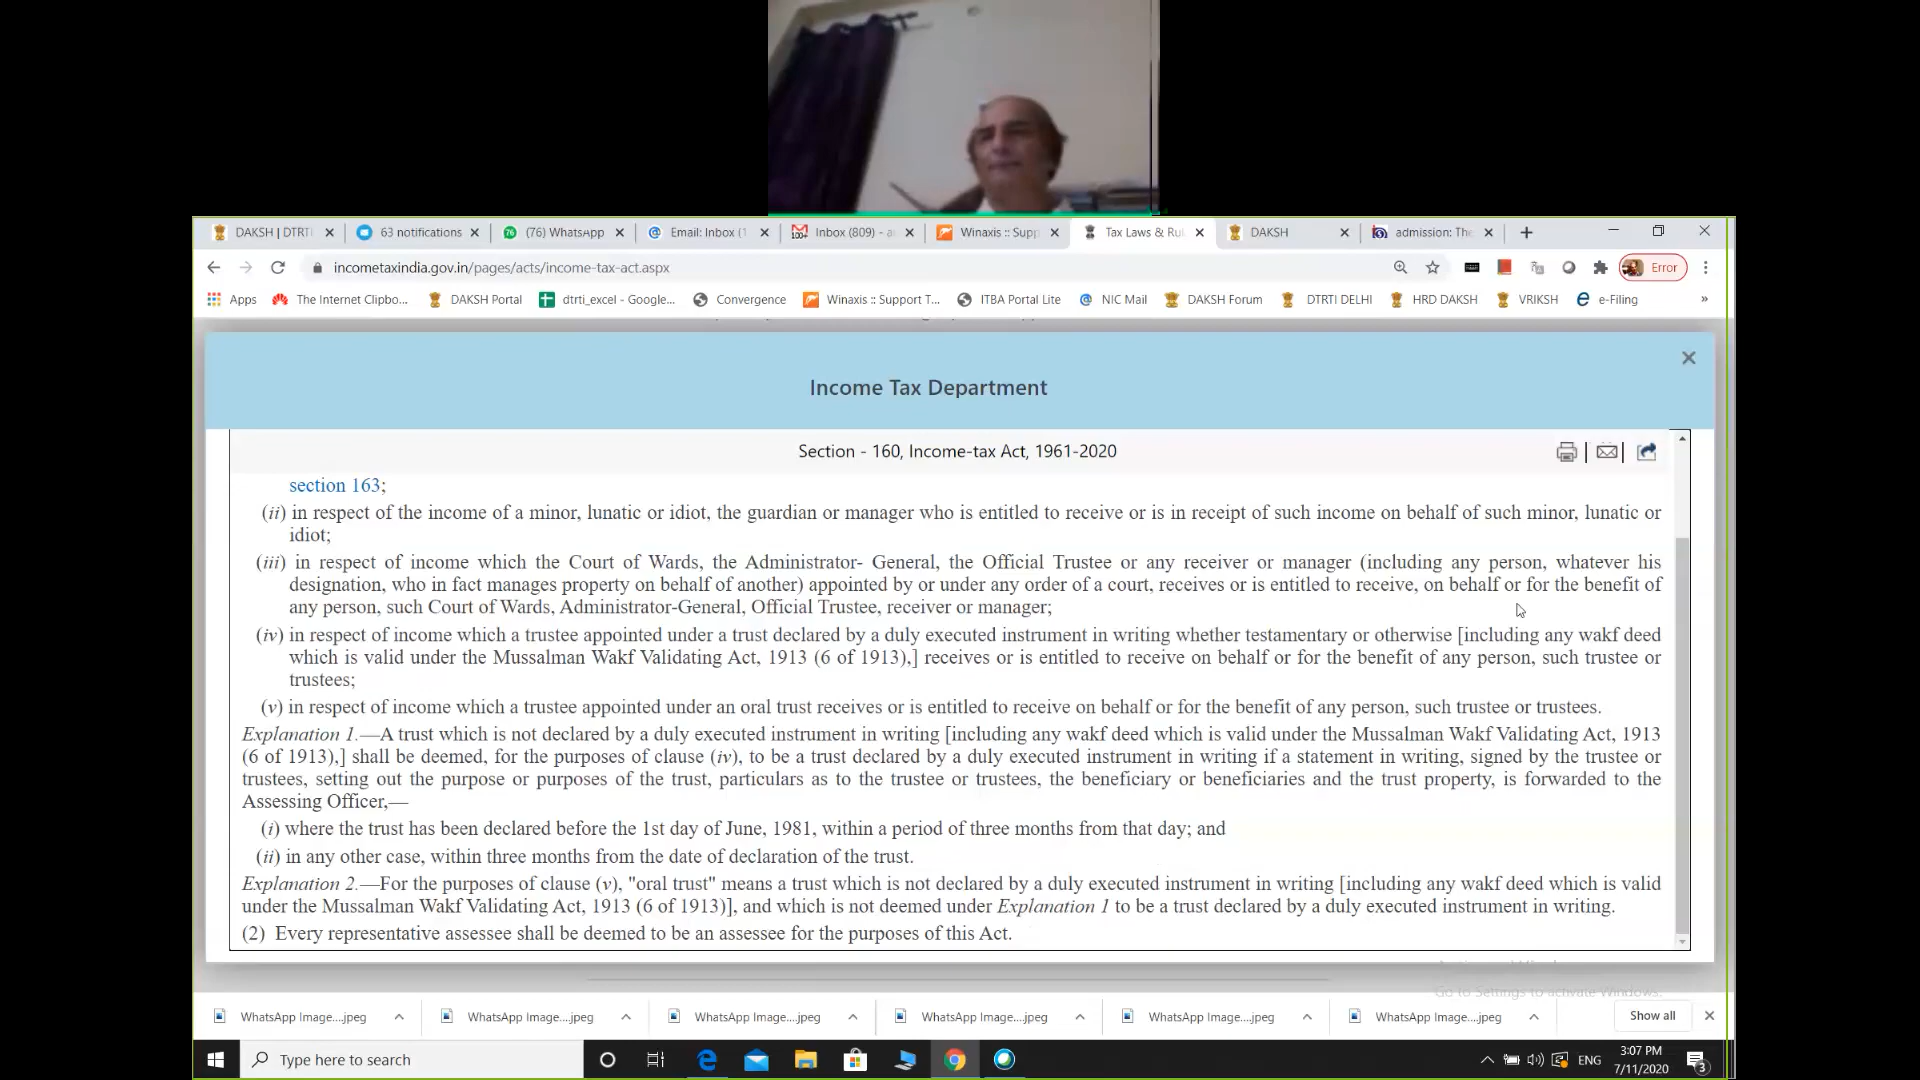 DAKSH | DTRTI
63 notifications
(76) WhatsApp
Email: Inbox (1
Inbox (809) - a
Winaxis :: Supp
Tax Laws & Rul
DAKSH
admission: The
incometaxindia.gov.in/pages/acts/income-tax-act.aspx
Error
Apps
The Internet Clipbo...
DAKSH Portal
dtrti_excel - Google...
Convergence
Winaxis :: Support T...
ITBA Portal Lite
NIC Mail
DAKSH Forum
DTRTI DELHI
HRD DAKSH
VRIKSH
e-Filing
»
Income Tax Department
Section - 160, Income-tax Act, 1961-2020
section 163;
(ii) in respect of the income of a minor, lunatic or idiot, the guardian or manager who is entitled to receive or is in receipt of such income on behalf of such minor, lunatic or
idiot;
(iii) in respect of income which the Court of Wards, the Administrator- General, the Official Trustee or any receiver or manager (including any person, whatever his
designation, who in fact manages property on behalf of another) appointed by or under any order of a court, receives or is entitled to receive, on behalf or for the benefit of
any person, such Court of Wards, Administrator-General, Official Trustee, receiver or manager;
(iv) in respect of income which a trustee appointed under a trust declared by a duly executed instrument in writing whether testamentary or otherwise [including any wakf deed
which is valid under the Mussalman Wakf Validating Act, 1913 (6 of 1913),] receives or is entitled to receive on behalf or for the benefit of any person, such trustee or
trustees;
(v) in respect of income which a trustee appointed under an oral trust receives or is entitled to receive on behalf or for the benefit of any person, such trustee or trustees.
Explanation 1.—A trust which is not declared by a duly executed instrument in writing [including any wakf deed which is valid under the Mussalman Wakf Validating Act, 1913
(6 of 1913),] shall be deemed, for the purposes of clause (iv), to be a trust declared by a duly executed instrument in writing if a statement in writing, signed by the trustee or
trustees, setting out the purpose or purposes of the trust, particulars as to the trustee or trustees, the beneficiary or beneficiaries and the trust property, is forwarded to the
Assessing Officer,—
(i) where the trust has been declared before the 1st day of June, 1981, within a period of three months from that day; and
(ii) in any other case, within three months from the date of declaration of the trust.
Explanation 2.—For the purposes of clause (v), "oral trust" means a trust which is not declared by a duly executed instrument in writing [including any wakf deed which is valid
under the Mussalman Wakf Validating Act, 1913 (6 of 1913)], and which is not deemed under Explanation 1 to be a trust declared by a duly executed instrument in writing.
(2) Every representative assessee shall be deemed to be an assessee for the purposes of this Act.
Go to Settings to activate Windows.
WhatsApp Image....jpeg
WhatsApp Image....jpeg
WhatsApp Image....jpeg
WhatsApp Image....jpeg
WhatsApp Image....jpeg
WhatsApp Image....jpeg
Show all
Type here to search
ENG
3:07 PM
7/11/2020
3